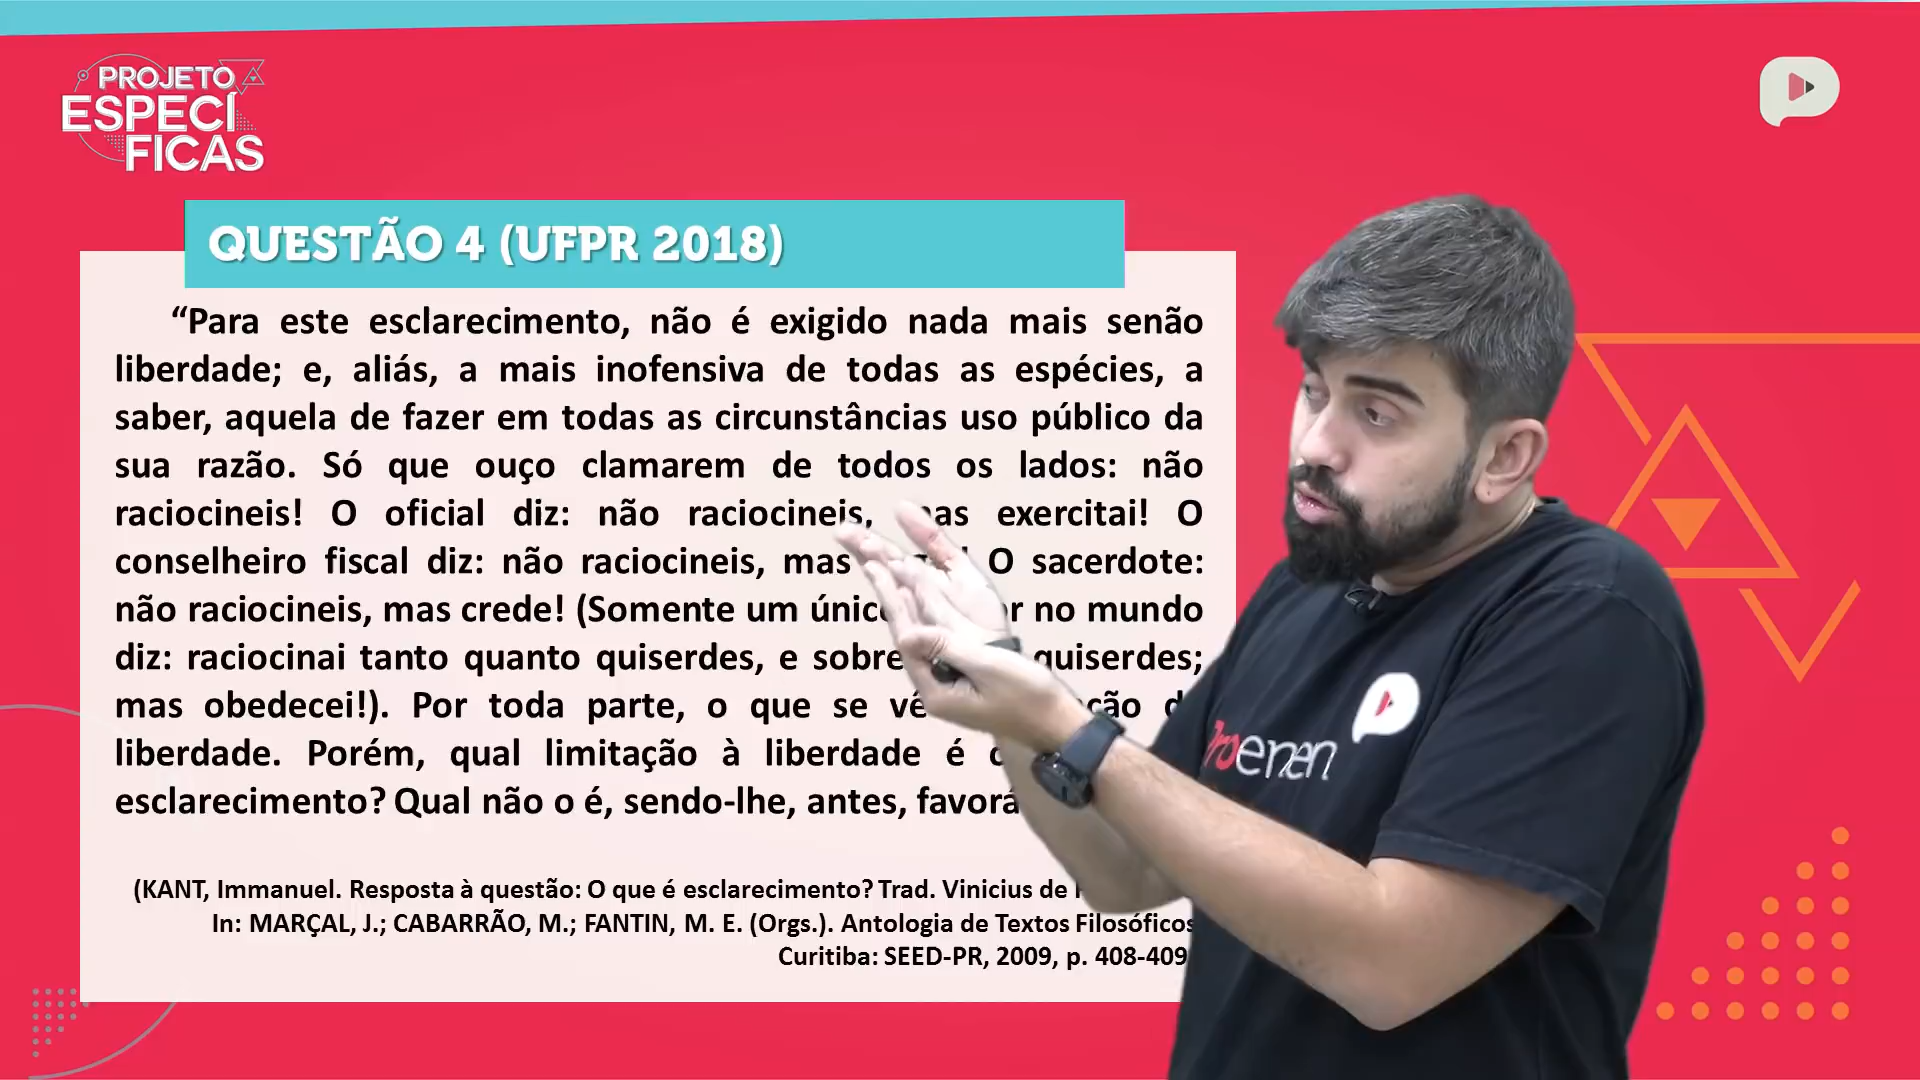 PROJETO
ESPECÍ
FICAS
QUESTÃO 4 (UFPR 2018)
“Para este esclarecimento, não é exigido nada mais senão
liberdade; e, aliás, a mais inofensiva de todas as espécies, a
saber, aquela de fazer em todas as circunstâncias uso público da
sua razão. Só que ouço clamarem de todos os lados: não
raciocineis! O oficial diz: não raciocineis, exercitai! O
conselheiro fiscal diz: não raciocineis, mas O sacerdote:
não raciocineis, mas crede! (Somente um no mundo
diz: raciocinai tanto quanto quiserdes, e sobre quiserdes;
mas obedecei!). Por toda parte, o que se vê
liberdade. Porém, qual limitação à liberdade é
esclarecimento? Qual não o é, sendo-lhe, antes,
(KANT, Immanuel. Resposta à questão: O que é esclarecimento? Trad. Vinicius de
In: MARÇAL, J.; CABARRÃO, M.; FANTIN, M. E. (Orgs.). Antologia de Textos Filosóficos
Curitiba: SEED-PR, 2009, p. 408-409
Proenen